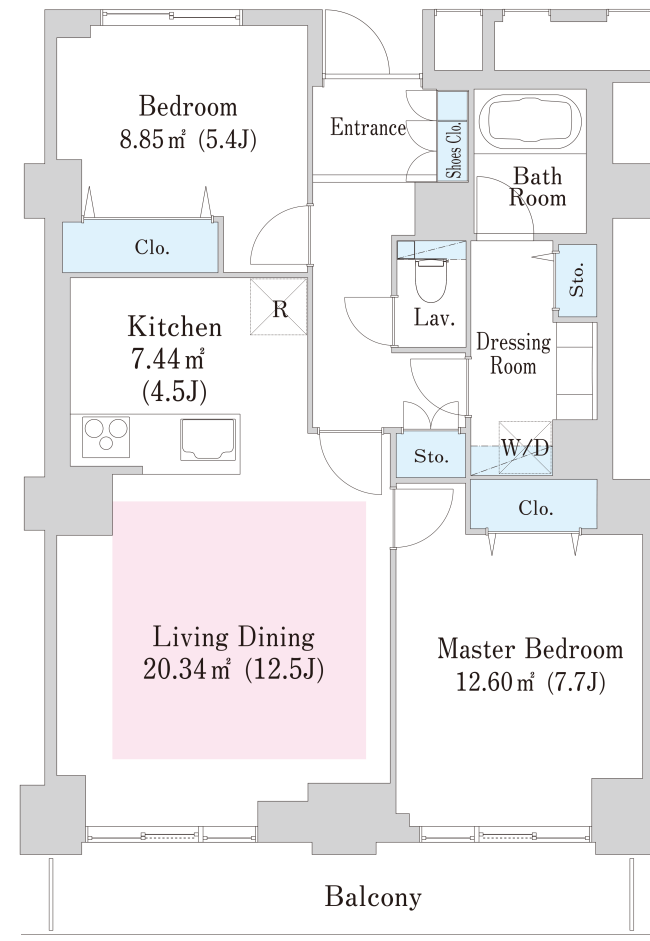 Bedroom
8.85㎡ (5.4J)
Entrance
Shoes Clo.
Bath
Room
Clo.
Sto.
R
Kitchen
7.44㎡
(4.5J)
Lav.
Dressing
Room
W/D
Sto.
Clo.
Living Dining
20.34㎡ (12.5J)
Master Bedroom
12.60㎡ (7.7J)
Balcony